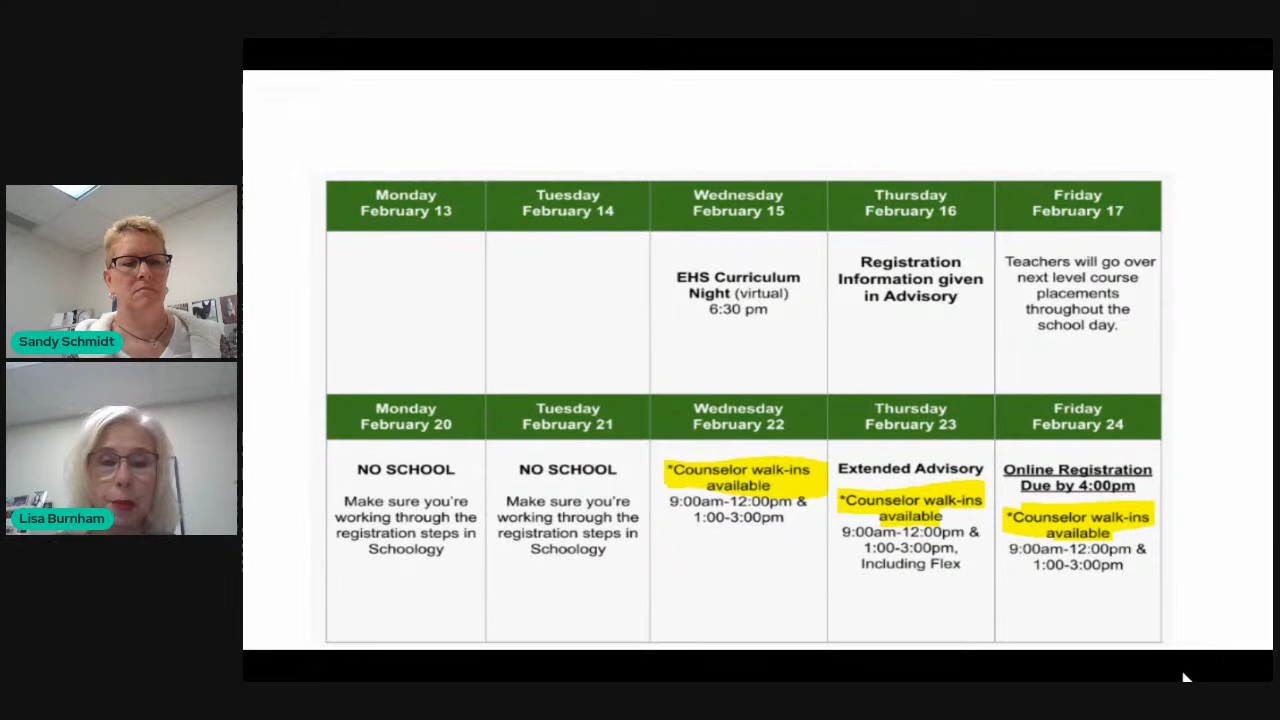 Monday
February 13
Tuesday
February 14
Wednesday
February 15
Thursday
February 16
Friday
February 17
EHS Curriculum
Night (virtual)
6:30 pm
Registration
Information given
in Advisory
Teachers will go over
next level course
placements
throughout the
school day.
Monday
February 20
Tuesday
February 21
Wednesday
February 22
Thursday
February 23
Friday
February 24
NO SCHOOL
Make sure you're
working through the
registration steps in
Schoology
NO SCHOOL
Make sure you're
working through the
registration steps in
Schoology
*Counselor walk-ins
available
9:00am-12:00pm &
1:00-3:00pm
Extended Advisory
*Counselor walk-ins
available
9:00am-12:00pm &
1:00-3:00pm,
Including Flex
Online Registration
Due by 4:00pm
*Counselor walk-ins
available
9:00am-12:00pm &
1:00-3:00pm
Sandy Schmidt
Lisa Burnham